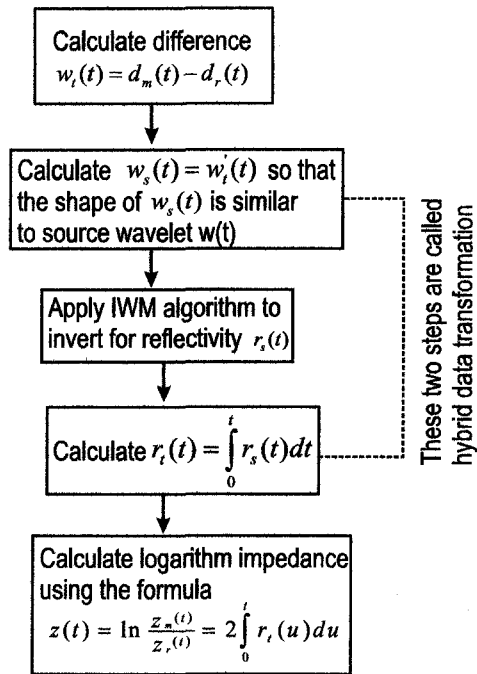 Calculate difference
w_t(t) = d_m(t) − d_r(t)
Calculate w_s(t) = w_t'(t) so that
the shape of w_s(t) is similar
to source wavelet w(t)
Apply IWM algorithm to
invert for reflectivity r_s(t)
Calculate r_t(t) = ∫_0^t r_s(t)dt
Calculate logarithm impedance
using the formula
z(t) = ln z_m(t)/z_r(t) = 2∫_0^t r_t(u)du
These two steps are called
hybrid data transformation